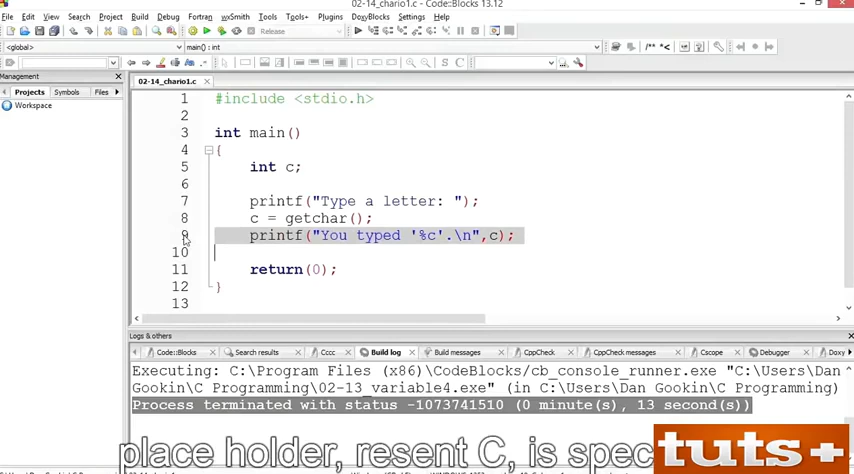 02-14_chario1.c - Code::Blocks 13.12
File Edit View Search Project Build Debug Fortran wxSmith Tools Tools+ Plugins DoxyBlocks Settings Help
Release
<global> main() : int
/** *<
S C
Management
Projects Symbols Files
Workspace
02-14_chario1.c
1 #include <stdio.h>
2
3 int main()
4 {
5 int c;
6
7 printf("Type a letter: ");
8 c = getchar();
9 printf("You typed '%c'.\n",c);
10
11 return(0);
12 }
13
Logs & others
Code::Blocks Search results Cccc Build log Build messages CppCheck CppCheck messages Cscope Debugger Doxy
Executing: C:\Program Files (x86)\CodeBlocks/cb_console_runner.exe "C:\Users\Dan
Gookin\C Programming\02-13_variable4.exe" (in C:\Users\Dan Gookin\C Programming)
Process terminated with status -1073741510 (0 minute(s), 13 second(s))
place holder, resent C, is spec
tuts+